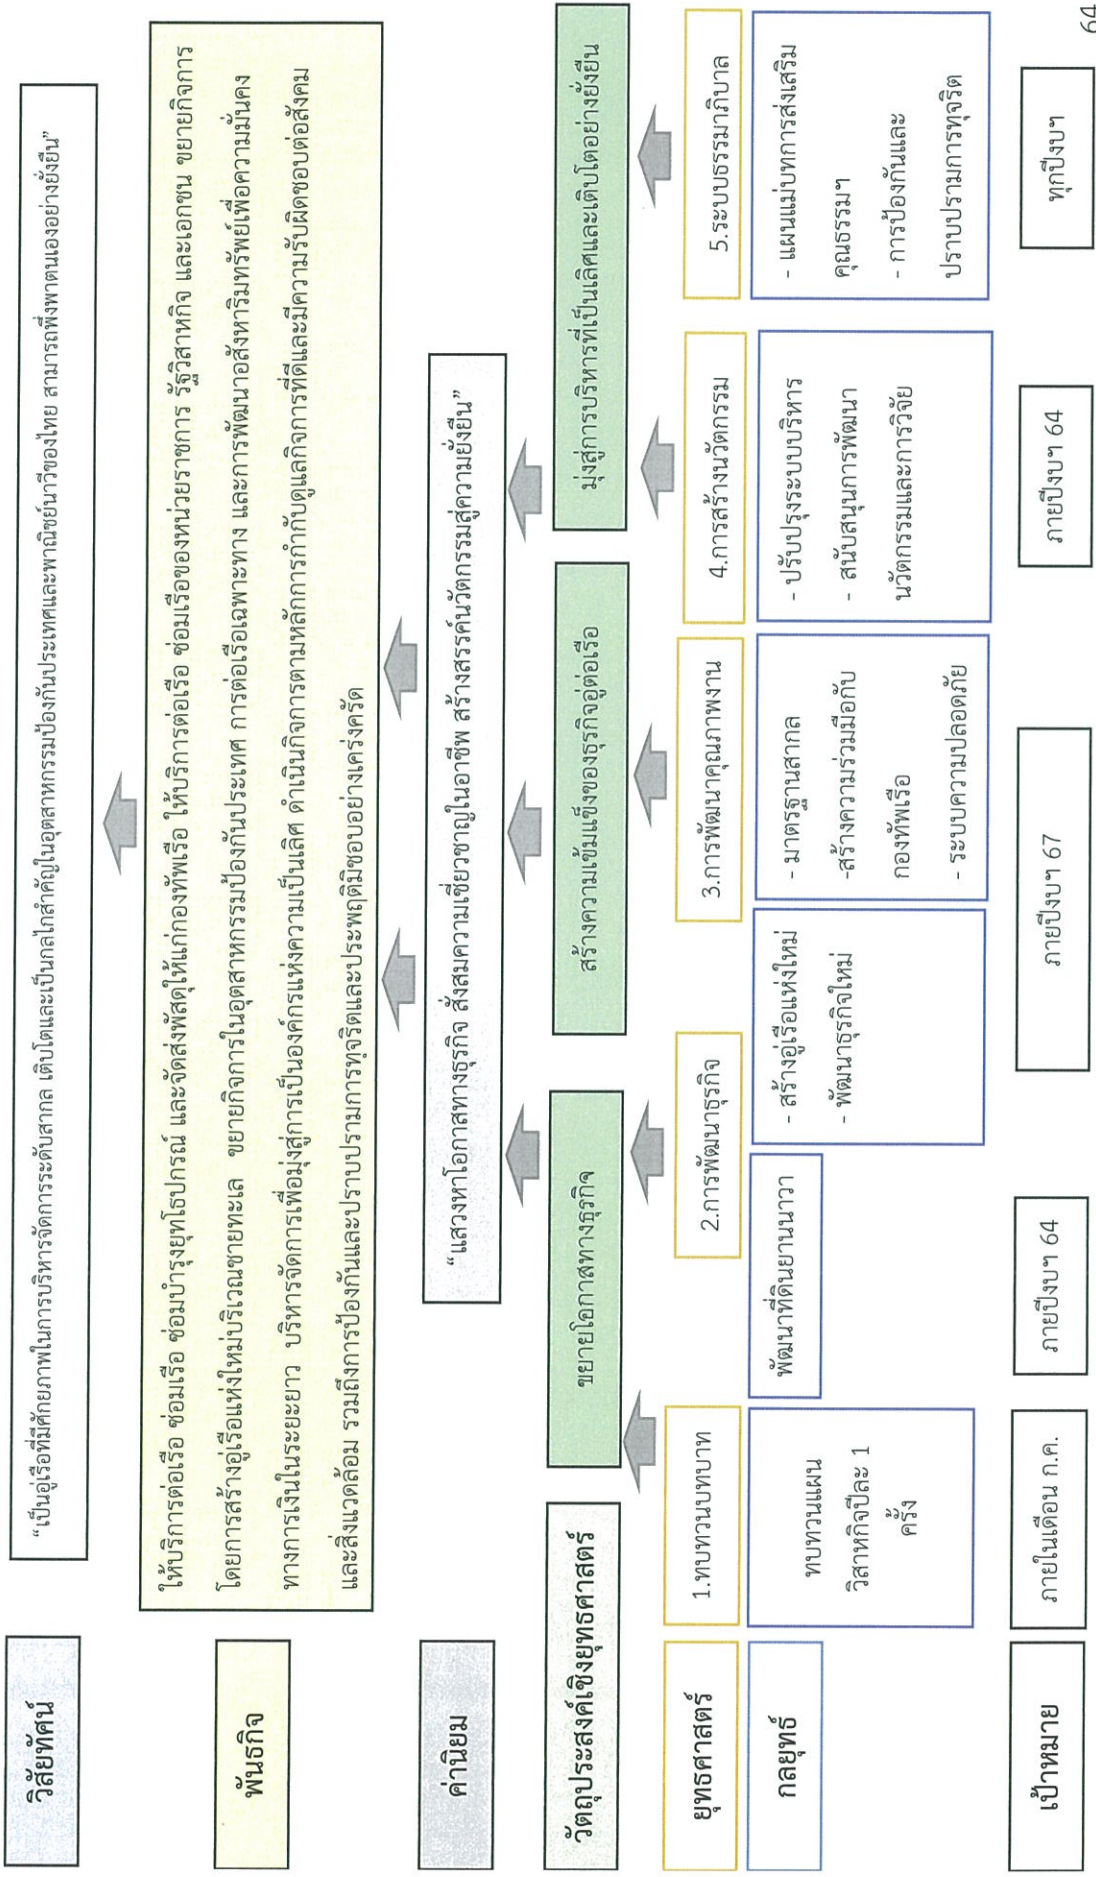 วิสัยทัศน์
“เป็นอู่เรือที่มีศักยภาพในการบริหารจัดการระดับสากล เติบโตและเป็นกลไกสำคัญในอุตสาหกรรมป้องกันประเทศและพาณิชย์นาวีของไทย สามารถพึ่งพาตนเองอย่างยั่งยืน”
พันธกิจ
ให้บริการต่อเรือ ซ่อมเรือ ซ่อมบำรุงยุทโธปกรณ์ และจัดส่งพัสดุให้แก่กองทัพเรือ ให้บริการต่อเรือ ซ่อมเรือของหน่วยราชการ รัฐวิสาหกิจ และเอกชน ขยายกิจการ
โดยการสร้างอู่เรือแห่งใหม่บริเวณชายทะเล ขยายกิจการในอุตสาหกรรมป้องกันประเทศ การต่อเรือเฉพาะทาง และการพัฒนาอสังหาริมทรัพย์เพื่อความมั่นคง
ทางการเงินในระยะยาว บริหารจัดการเพื่อมุ่งสู่การเป็นองค์กรแห่งความเป็นเลิศ ดำเนินกิจการตามหลักการกำกับดูแลกิจการที่ดีและมีความรับผิดชอบต่อสังคม
และสิ่งแวดล้อม รวมถึงการป้องกันและปราบปรามการทุจริตและประพฤติมิชอบอย่างเคร่งครัด
ค่านิยม
“แสวงหาโอกาสทางธุรกิจ สั่งสมความเชี่ยวชาญในอาชีพ สร้างสรรค์นวัตกรรมสู่ความยั่งยืน”
วัตถุประสงค์เชิงยุทธศาสตร์
ขยายโอกาสทางธุรกิจ
สร้างความเข้มแข็งของธุรกิจอู่ต่อเรือ
มุ่งสู่การบริหารที่เป็นเลิศและเติบโตอย่างยั่งยืน
ยุทธศาสตร์
1.ทบทวนบทบาท
2.การพัฒนาธุรกิจ
3.การพัฒนาคุณภาพงาน
4.การสร้างนวัตกรรม
5.ระบบธรรมาภิบาล
กลยุทธ์
ทบทวนแผน
วิสาหกิจปีละ 1
ครั้ง
พัฒนาที่ดินยานนาวา
- สร้างอู่เรือแห่งใหม่
- พัฒนาธุรกิจใหม่
- มาตรฐานสากล
-สร้างความร่วมมือกับ
กองทัพเรือ
- ระบบความปลอดภัย
- ปรับปรุงระบบบริหาร
- สนับสนุนการพัฒนา
นวัตกรรมและการวิจัย
- แผนแม่บทการส่งเสริม
คุณธรรมฯ
- การป้องกันและ
ปราบปรามการทุจริต
เป้าหมาย
ภายในเดือน ก.ค.
ภายปีงบฯ 64
ภายปีงบฯ 67
ภายปีงบฯ 64
ทุกปีงบฯ
64